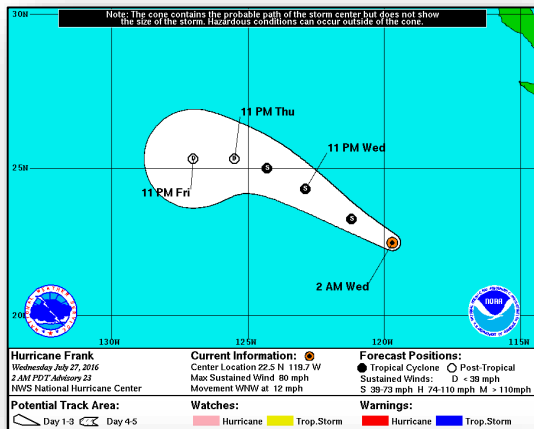 Note: The cone contains the probable path of the storm center but does not show
the size of the storm. Hazardous conditions can occur outside of the cone.
30N
11 PM Thu
11 PM Wed
S
D
25N
S
11 PM Fri
S
2 AM Wed
NOAA
20N
130W
125W
120W
115W
Hurricane Frank
Wednesday July 27, 2016
2 AM PDT Advisory 23
NWS National Hurricane Center
Current Information:
Center Location 22.5 N 119.7 W
Max Sustained Wind 80 mph
Movement WNW at 12 mph
Forecast Positions:
Tropical Cyclone Post-Tropical
Sustained Winds: D < 39 mph
S 39-73 mph H 74-110 mph M > 110mph
Potential Track Area:
Day 1-3 Day 4-5
Watches:
Hurricane Trop.Storm
Warnings:
Hurricane Trop.Storm